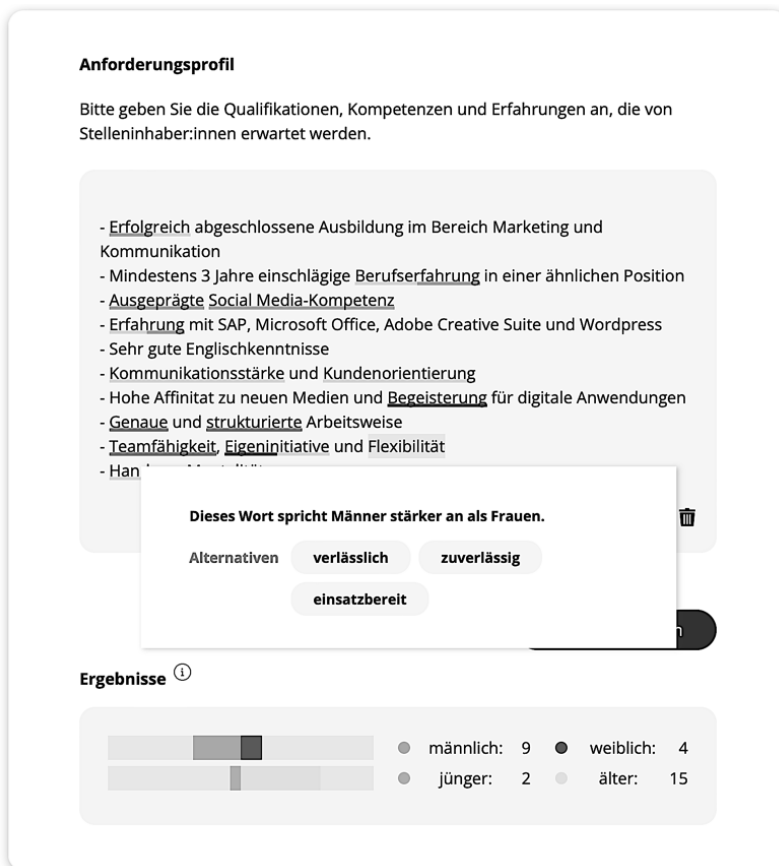 Anforderungsprofil
Bitte geben Sie die Qualifikationen, Kompetenzen und Erfahrungen an, die von
Stelleninhaber:innen erwartet werden.
- Erfolgreich abgeschlossene Ausbildung im Bereich Marketing und
Kommunikation
- Mindestens 3 Jahre einschlägige Berufserfahrung in einer ähnlichen Position
- Ausgeprägte Social Media-Kompetenz
- Erfahrung mit SAP, Microsoft Office, Adobe Creative Suite und Wordpress
- Sehr gute Englischkenntnisse
- Kommunikationsstärke und Kundenorientierung
- Hohe Affinitat zu neuen Medien und Begeisterung für digitale Anwendungen
- Genaue und strukturierte Arbeitsweise
- Teamfähigkeit, Eigeninitiative und Flexibilität
- Han
Dieses Wort spricht Männer stärker an als Frauen.
Alternativen verlässlich zuverlässig
einsatzbereit
Ergebnisse i
männlich: 9 weiblich: 4
jünger: 2 älter: 15